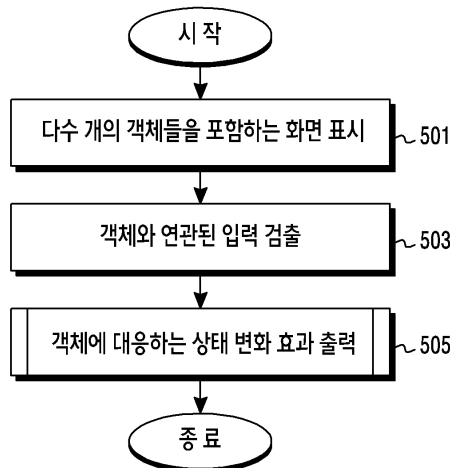 시 작
다수 개의 객체들을 포함하는 화면 표시
501
객체와 연관된 입력 검출
503
객체에 대응하는 상태 변화 효과 출력
505
종 료